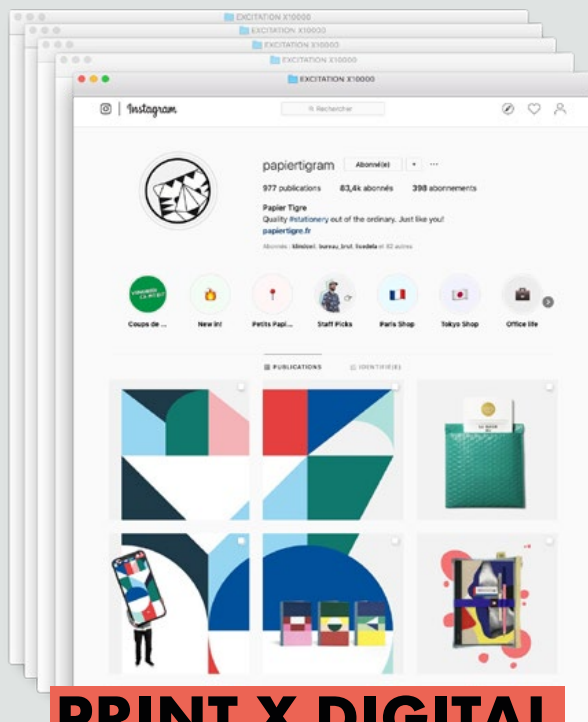 EXCITATION X10000
EXCITATION X10000
EXCITATION X10000
EXCITATION X10000
EXCITATION X10000
Instagram
Rechercher
papiertigram Abonné(e)
977 publications 83,4k abonnés 398 abonnements
Papier Tigre
Quality #stationery out of the ordinary. Just like you!
papiertigre.fr
Coups de ... New in! Petits Papi... Staff Picks Paris Shop Tokyo Shop Office life
PUBLICATIONS IDENTIFIÉ(E)
PRINT X DIGITAL